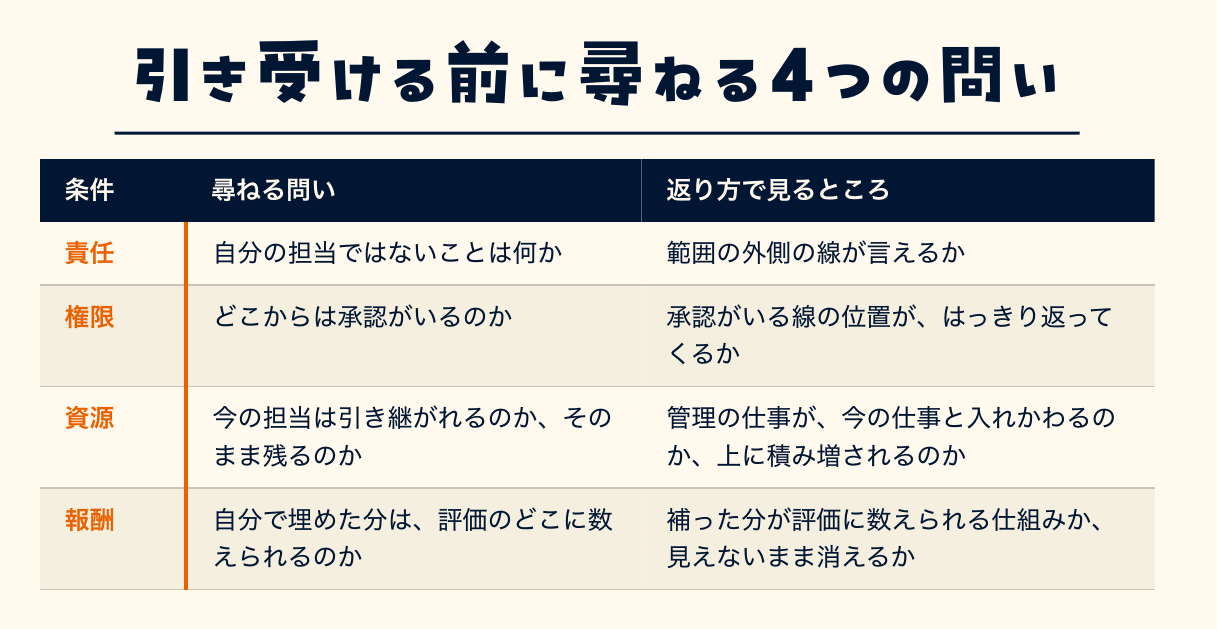 引き受ける前に尋ねる4つの問い
条件
尋ねる問い
返り方で見るところ
責任
自分の担当ではないことは何か
範囲の外側の線が言えるか
権限
どこからは承認がいるのか
承認がいる線の位置が、はっきり返って
くるか
資源
今の担当は引き継がれるのか、その
まま残るのか
管理の仕事が、今の仕事と入れかわるの
か、上に積み増されるのか
報酬
自分で埋めた分は、評価のどこに数
えられるのか
補った分が評価に数えられる仕組みか、
見えないまま消えるか